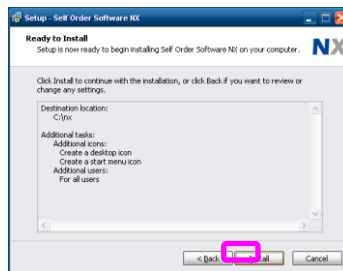 Setup - Self Order Software NX
Ready to Install
Setup is now ready to begin installing Self Order Software NX on your computer.
NX
Click Install to continue with the installation, or click Back if you want to review or
change any settings.
Destination location:
C:\nx
Additional tasks:
Additional icons:
Create a desktop icon
Create a start menu icon
Additional users:
For all users
< Back
Install
Cancel